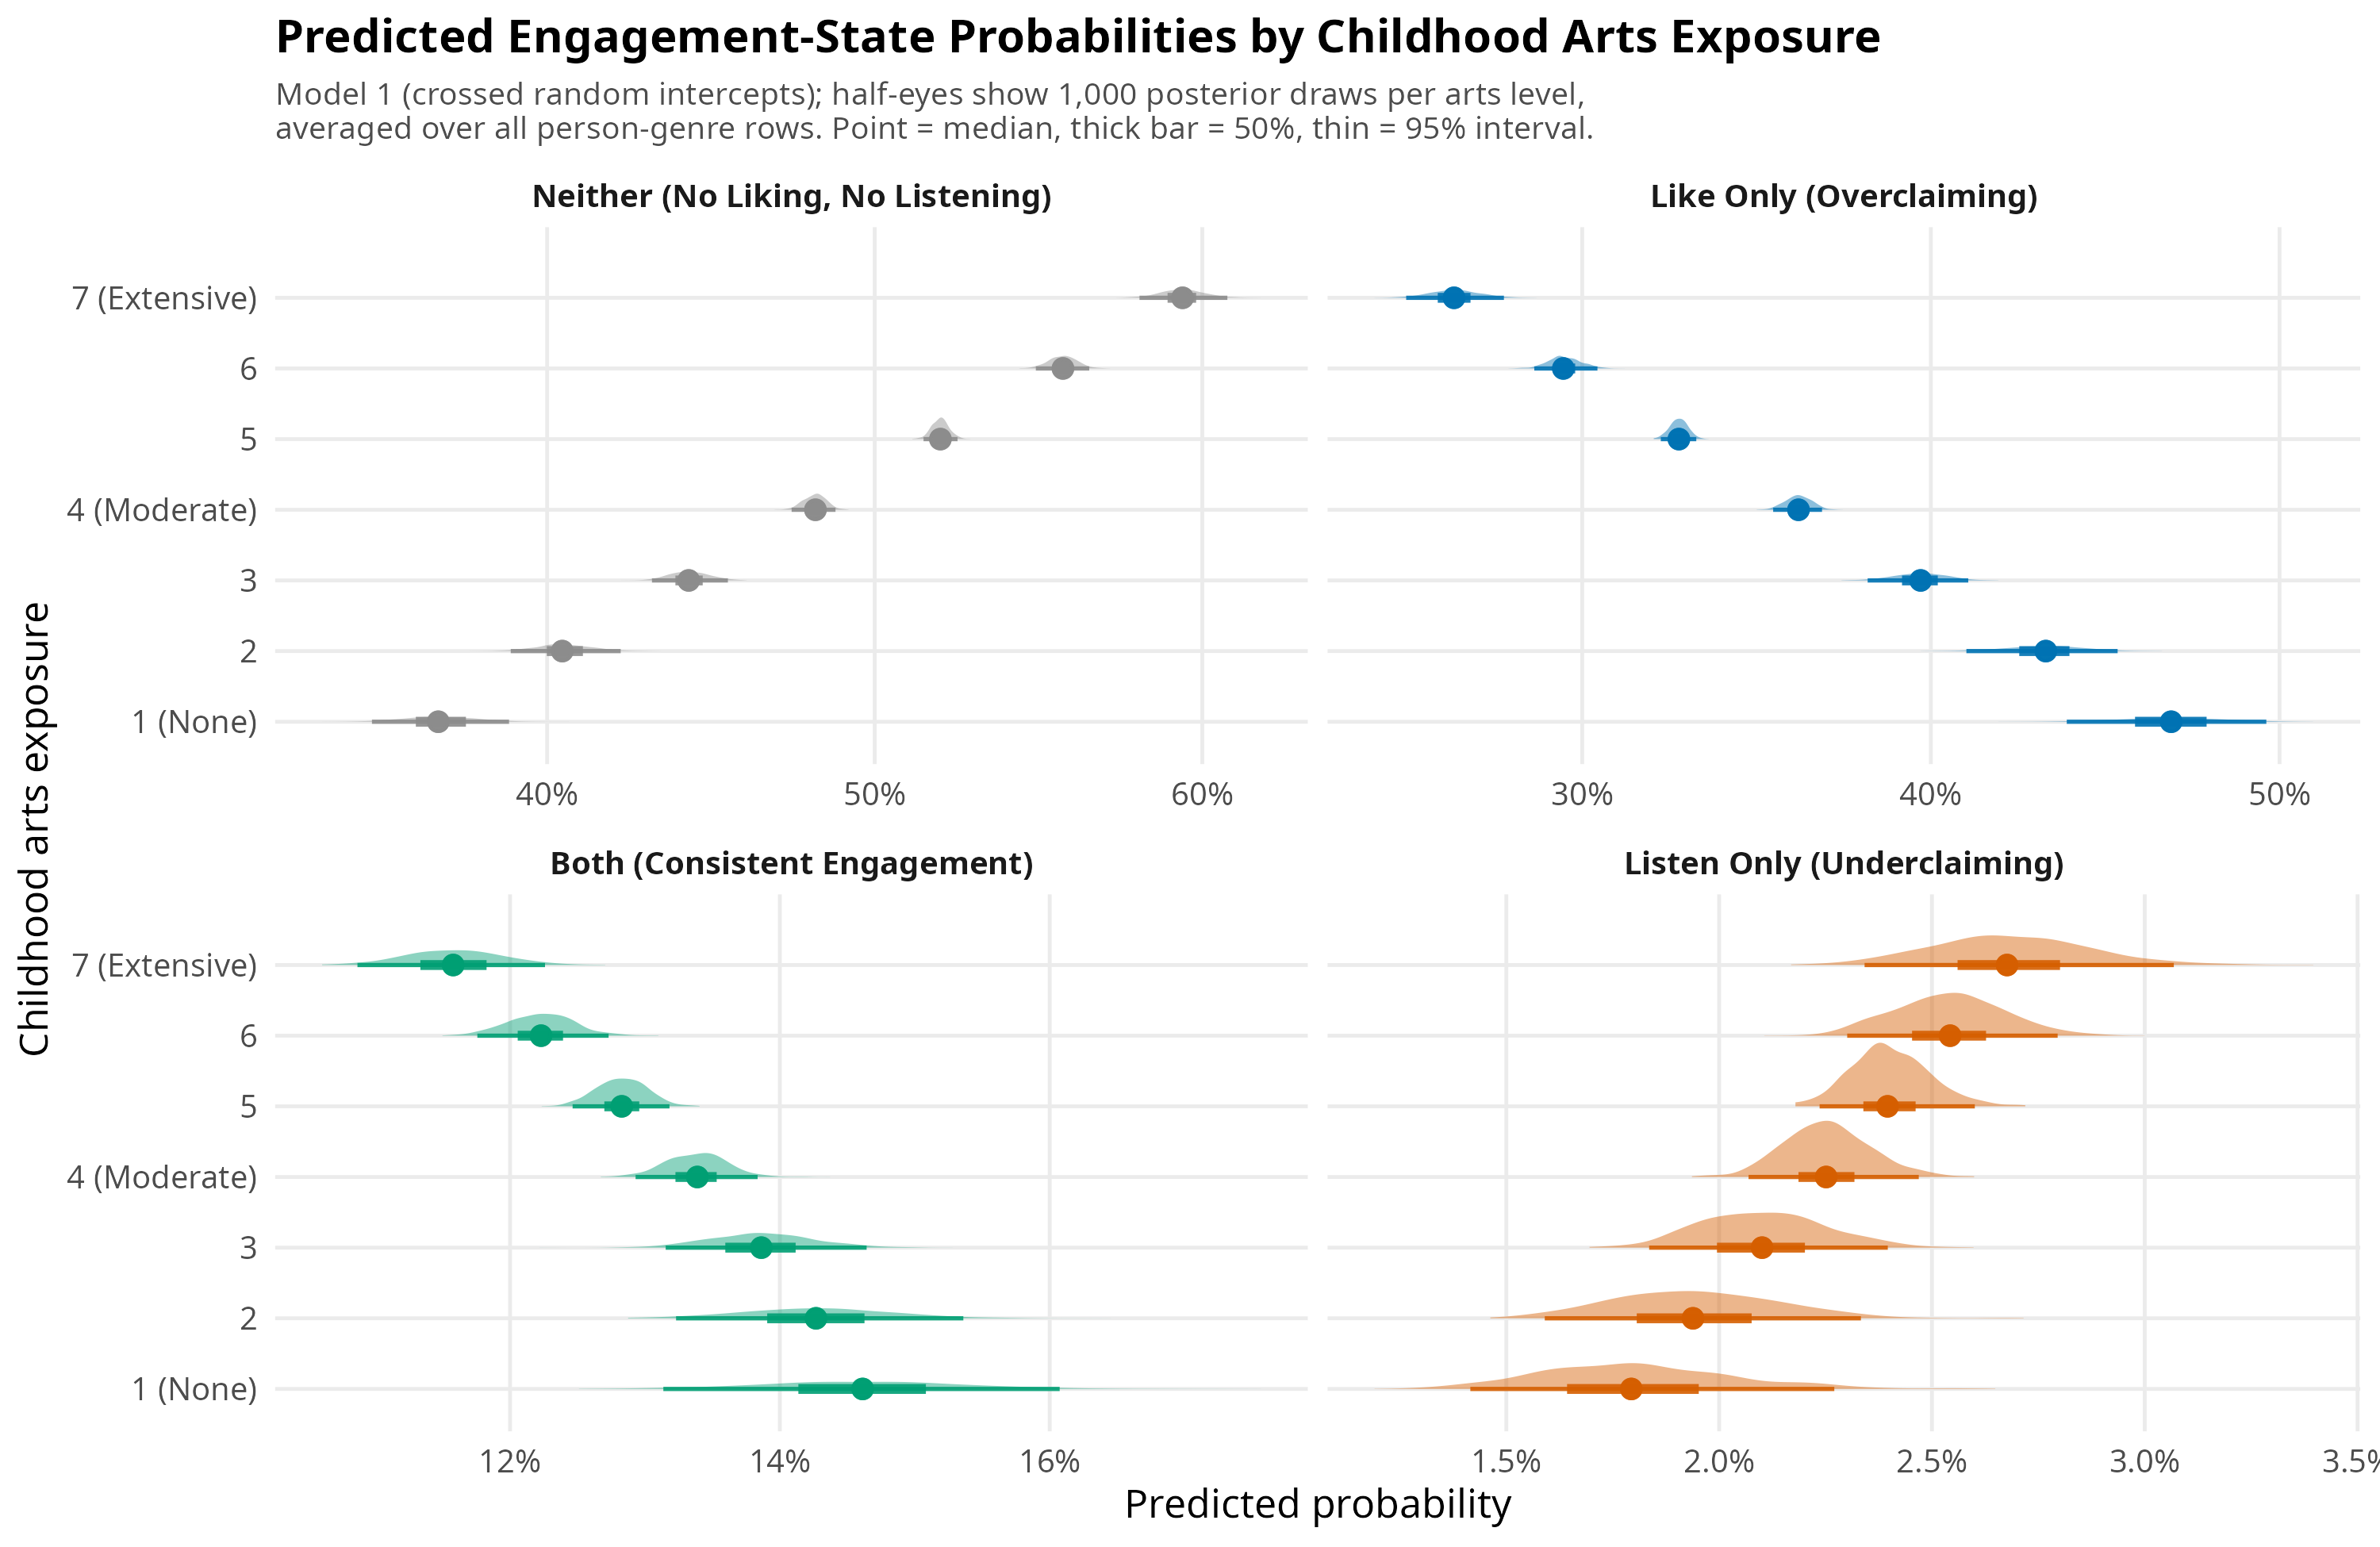 Predicted Engagement-State Probabilities by Childhood Arts Exposure
Model 1 (crossed random intercepts); half-eyes show 1,000 posterior draws per arts level,
averaged over all person-genre rows. Point = median, thick bar = 50%, thin = 95% interval.
Neither (No Liking, No Listening)
Like Only (Overclaiming)
Childhood arts exposure
7 (Extensive)
6
5
4 (Moderate)
3
2
1 (None)
40% 50% 60%
30% 40% 50%
Both (Consistent Engagement)
Listen Only (Underclaiming)
7 (Extensive)
6
5
4 (Moderate)
3
2
1 (None)
12% 14% 16%
1.5% 2.0% 2.5% 3.0% 3.5%
Predicted probability